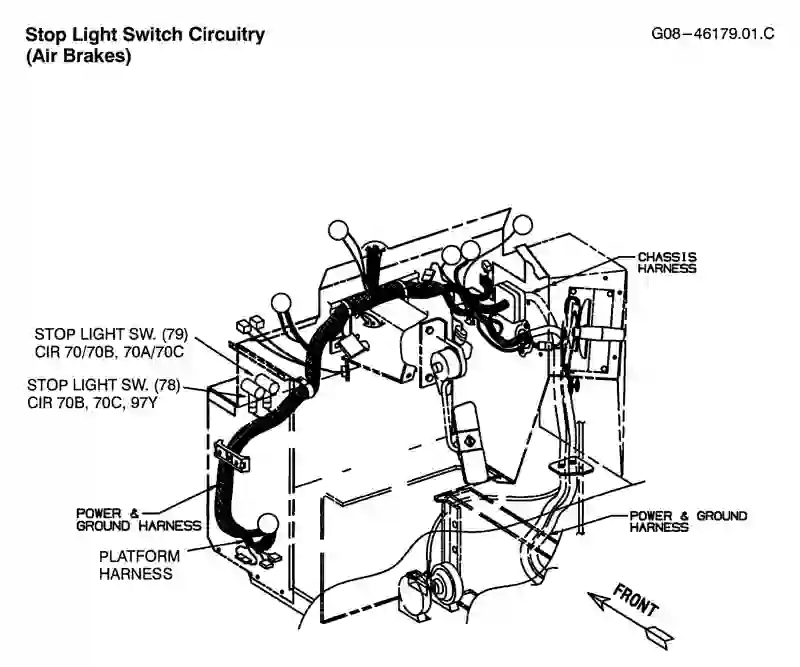 Stop Light Switch Circuitry
(Air Brakes)
G08-46179.01.C
CHASSIS
HARNESS
STOP LIGHT SW. (79)
CIR 70/70B, 70A/70C
STOP LIGHT SW. (78)
CIR 70B, 70C, 97Y
POWER &
GROUND HARNESS
PLATFORM
HARNESS
POWER & GROUND
HARNESS
FRONT